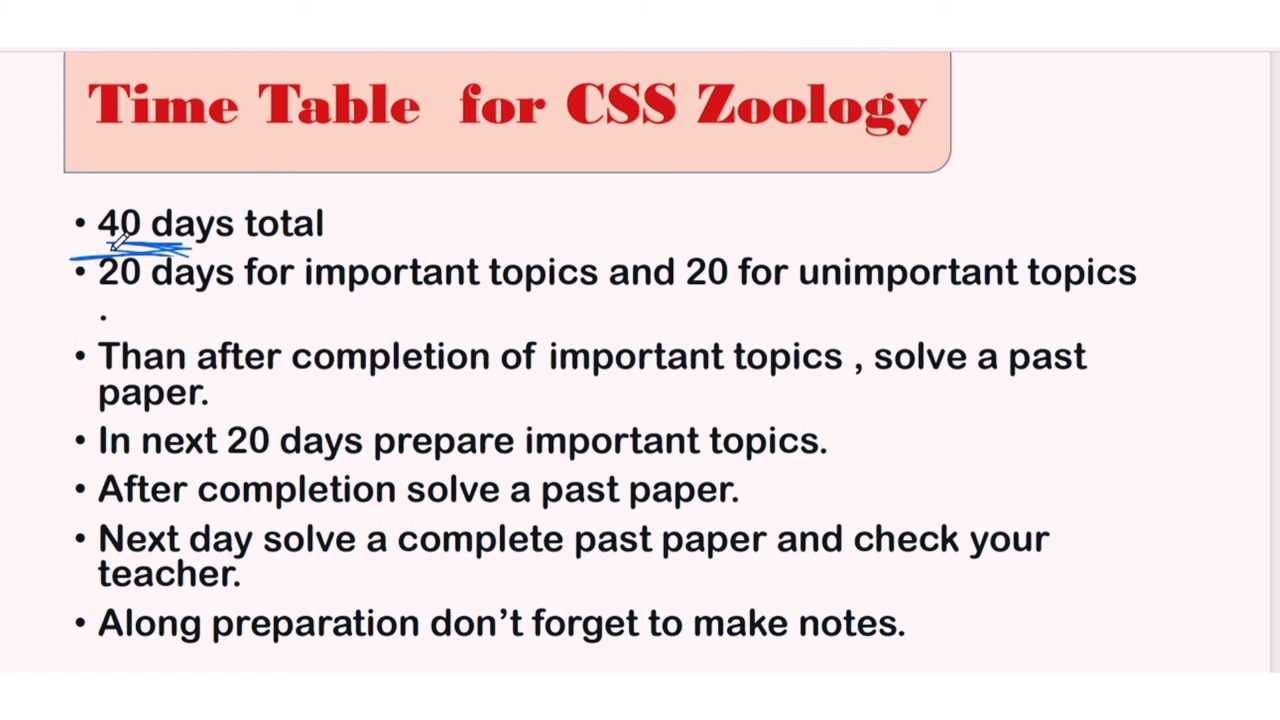 Time Table for CSS Zoology
• 40 days total
• 20 days for important topics and 20 for unimportant topics
.
• Than after completion of important topics , solve a past
paper.
• In next 20 days prepare important topics.
• After completion solve a past paper.
• Next day solve a complete past paper and check your
teacher.
• Along preparation don’t forget to make notes.